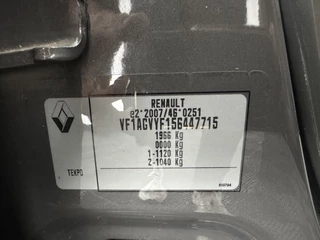 RENAULT
e2*2007/46*0251
VF1AGVYF156447715
1966 Kg
0000 Kg
1-1120 Kg
2-1040 Kg
TEKPO